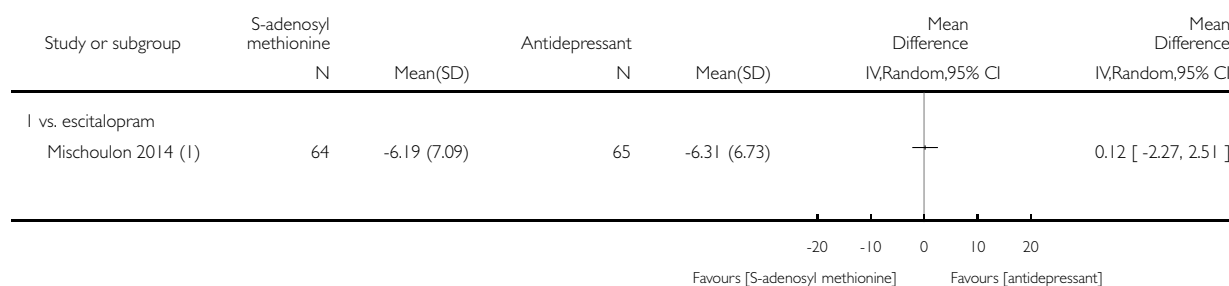 S-adenosyl Mean Mean
Study or subgroup methionine Antidepressant Difference Difference
N Mean(SD) N Mean(SD) IV,Random,95% CI IV,Random,95% CI
1 vs. escitalopram
Mischoulon 2014 (1) 64 -6.19 (7.09) 65 -6.31 (6.73) 0.12 [ -2.27, 2.51 ]
-20 -10 0 10 20
Favours [S-adenosyl methionine] Favours [antidepressant]